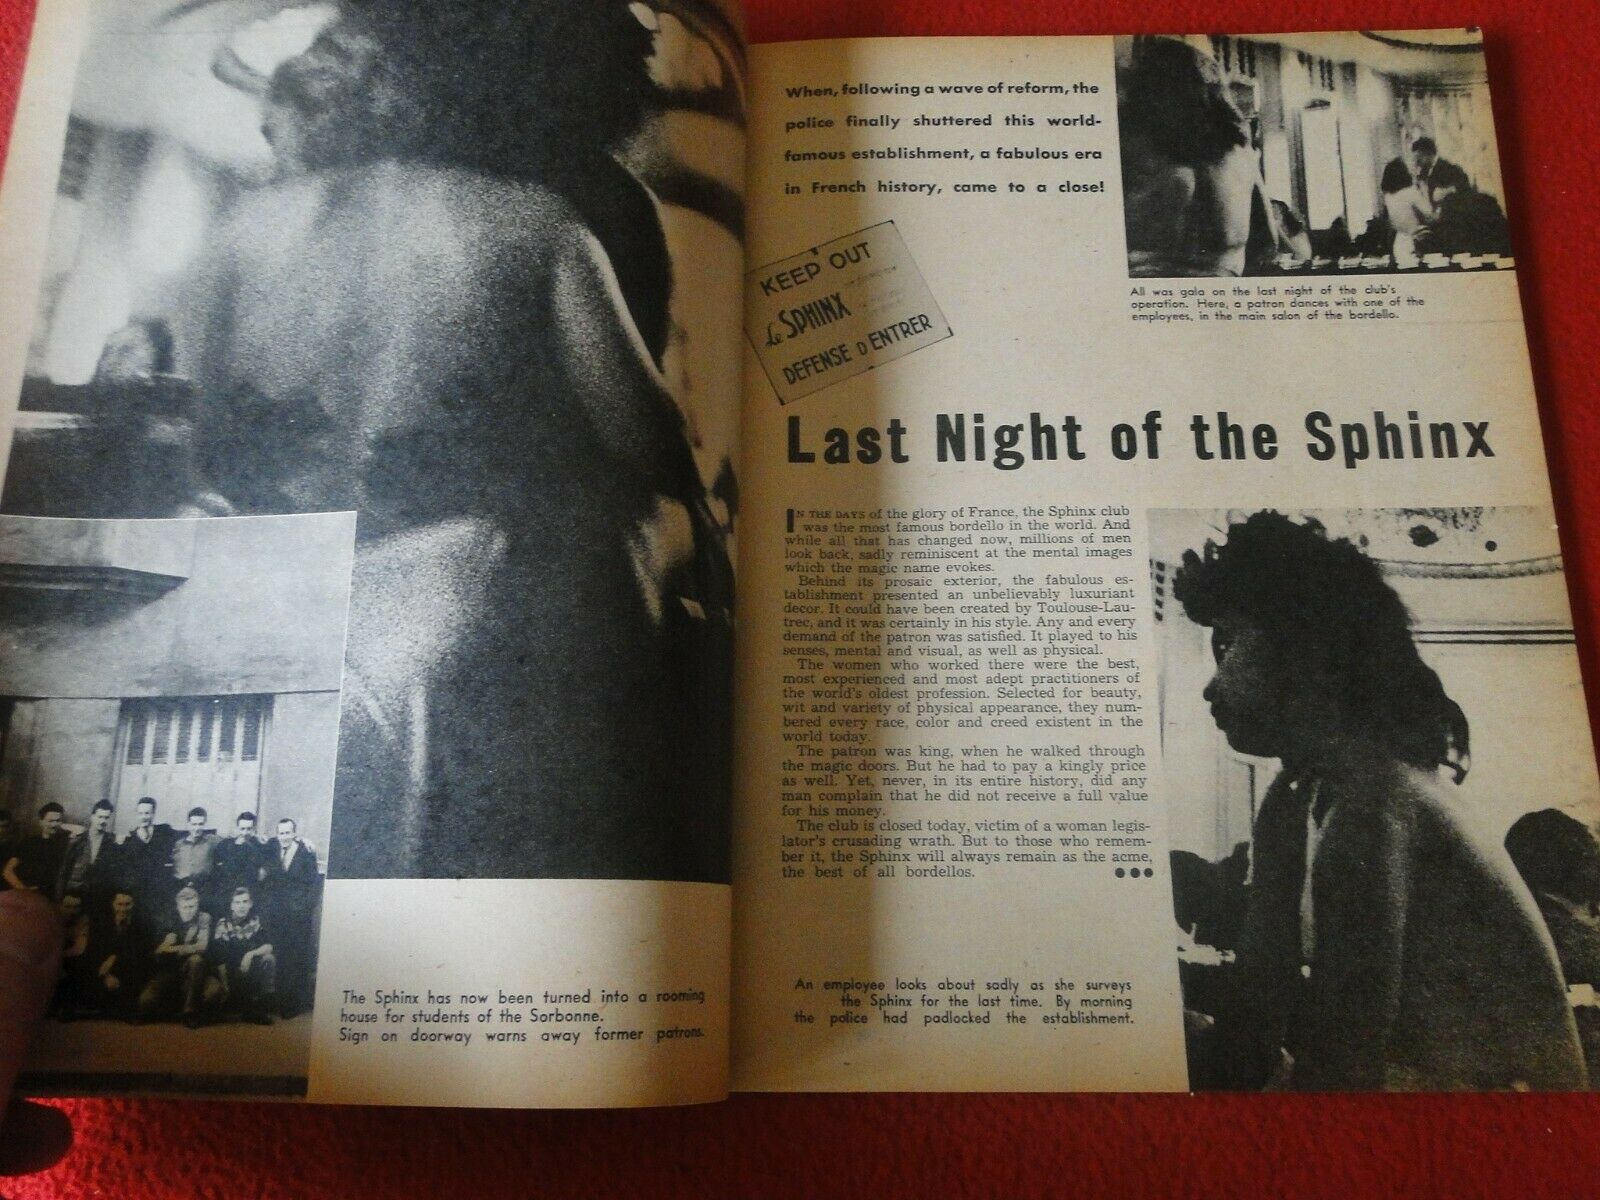 The Sphinx has now been turned into a rooming
house for students of the Sorbonne.
Sign on doorway warns away former patrons.
When, following a wave of reform, the
police finally shuttered this world-
famous establishment, a fabulous era
in French history, came to a close!
KEEP OUT
Le SPHINX
DEFENSE D ENTRER
All was gala on the last night of the club's
operation. Here, a patron dances with one of the
employees, in the main salon of the bordello.
Last Night of the Sphinx
IN THE DAYS of the glory of France, the Sphinx club
was the most famous bordello in the world. And
while all that has changed now, millions of men
look back, sadly reminiscent at the mental images
which the magic name evokes.
Behind its prosaic exterior, the fabulous es-
tablishment presented an unbelievably luxuriant
decor. It could have been created by Toulouse-Lau-
trec, and it was certainly in his style. Any and every
demand of the patron was satisfied. It played to his
senses, mental and visual, as well as physical.
The women who worked there were the best,
most experienced and most adept practitioners of
the world's oldest profession. Selected for beauty,
wit and variety of physical appearance, they num-
bered every race, color and creed existent in the
world today.
The patron was king, when he walked through
the magic doors. But he had to pay a kingly price
as well. Yet, never, in its entire history, did any
man complain that he did not receive a full value
for his money.
The club is closed today, victim of a woman legis-
lator's crusading wrath. But to those who remem-
ber it, the Sphinx will always remain as the acme,
the best of all bordellos. ●●●
An employee looks about sadly as she surveys
the Sphinx for the last time. By morning
the police had padlocked the establishment.